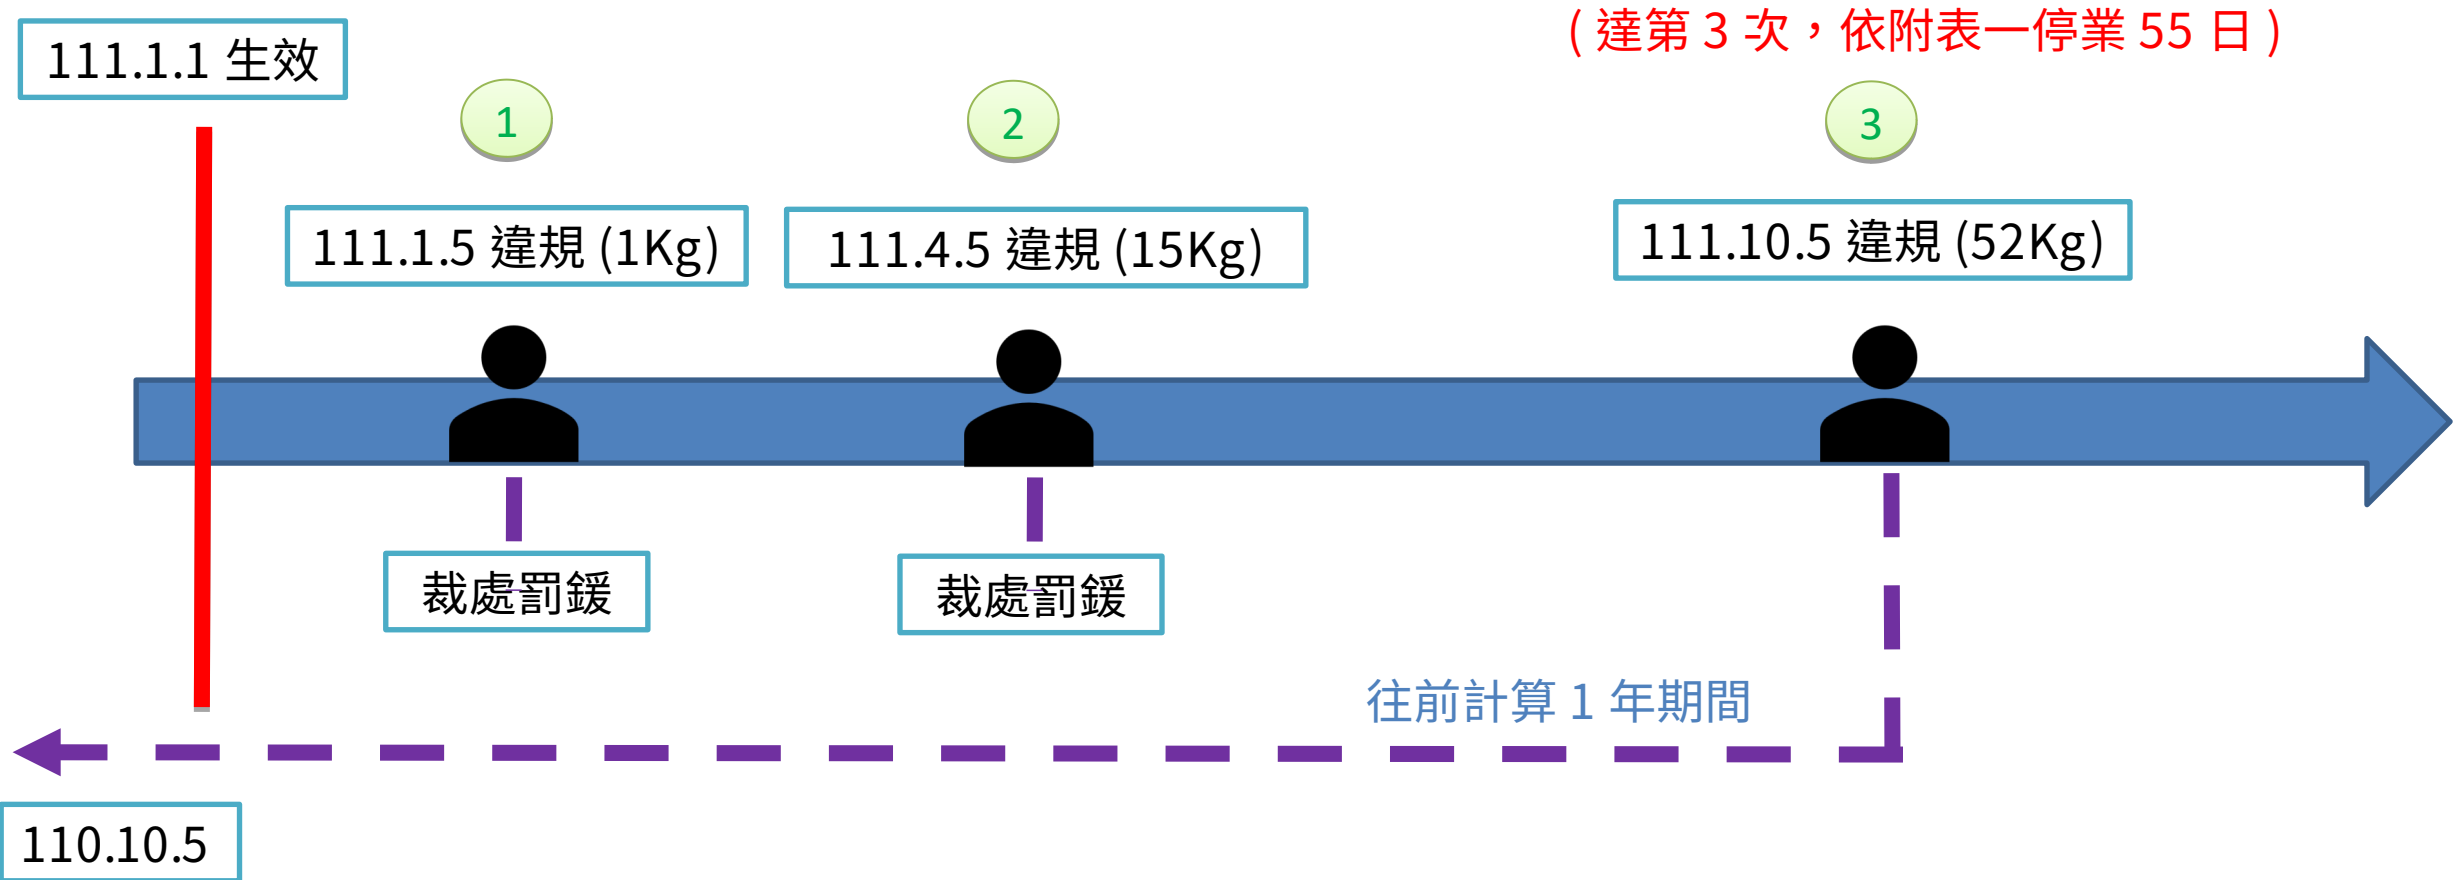 (達第3次，依附表一停業55日)
111.1.1生效
1
2
3
111.1.5違規(1Kg)
111.4.5違規(15Kg)
111.10.5違規(52Kg)
裁處罰鍰
裁處罰鍰
往前計算1年期間
110.10.5